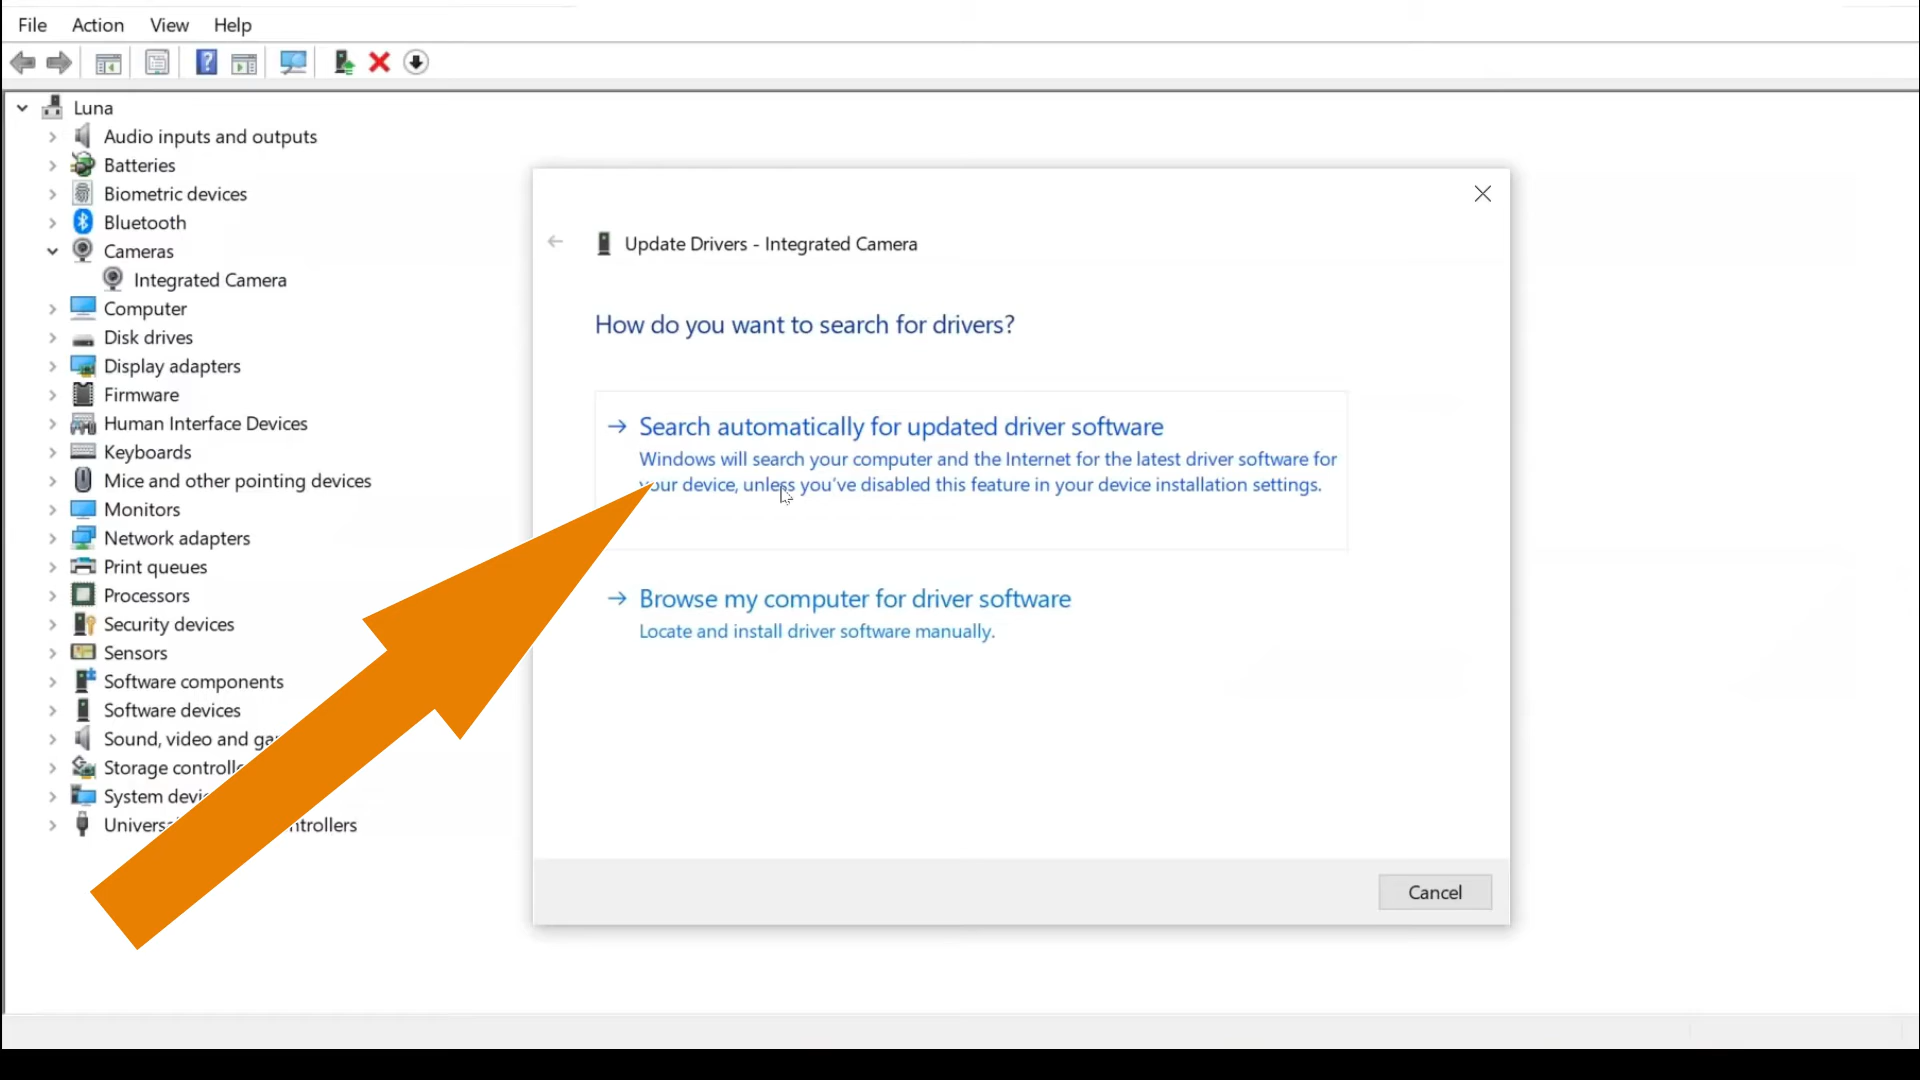 File Action View Help
Luna
Audio inputs and outputs
Batteries
Biometric devices
Bluetooth
Cameras
Integrated Camera
Computer
Disk drives
Display adapters
Firmware
Human Interface Devices
Keyboards
Mice and other pointing devices
Monitors
Network adapters
Print queues
Processors
Security devices
Sensors
Software components
Software devices
Sound, video and
Storage
System
Update Drivers - Integrated Camera
How do you want to search for drivers?
Search automatically for updated driver software
Windows will search your computer and the Internet for the latest driver software for
your device, unless you've disabled this feature in your device installation settings.
Browse my computer for driver software
Locate and install driver software manually.
Cancel